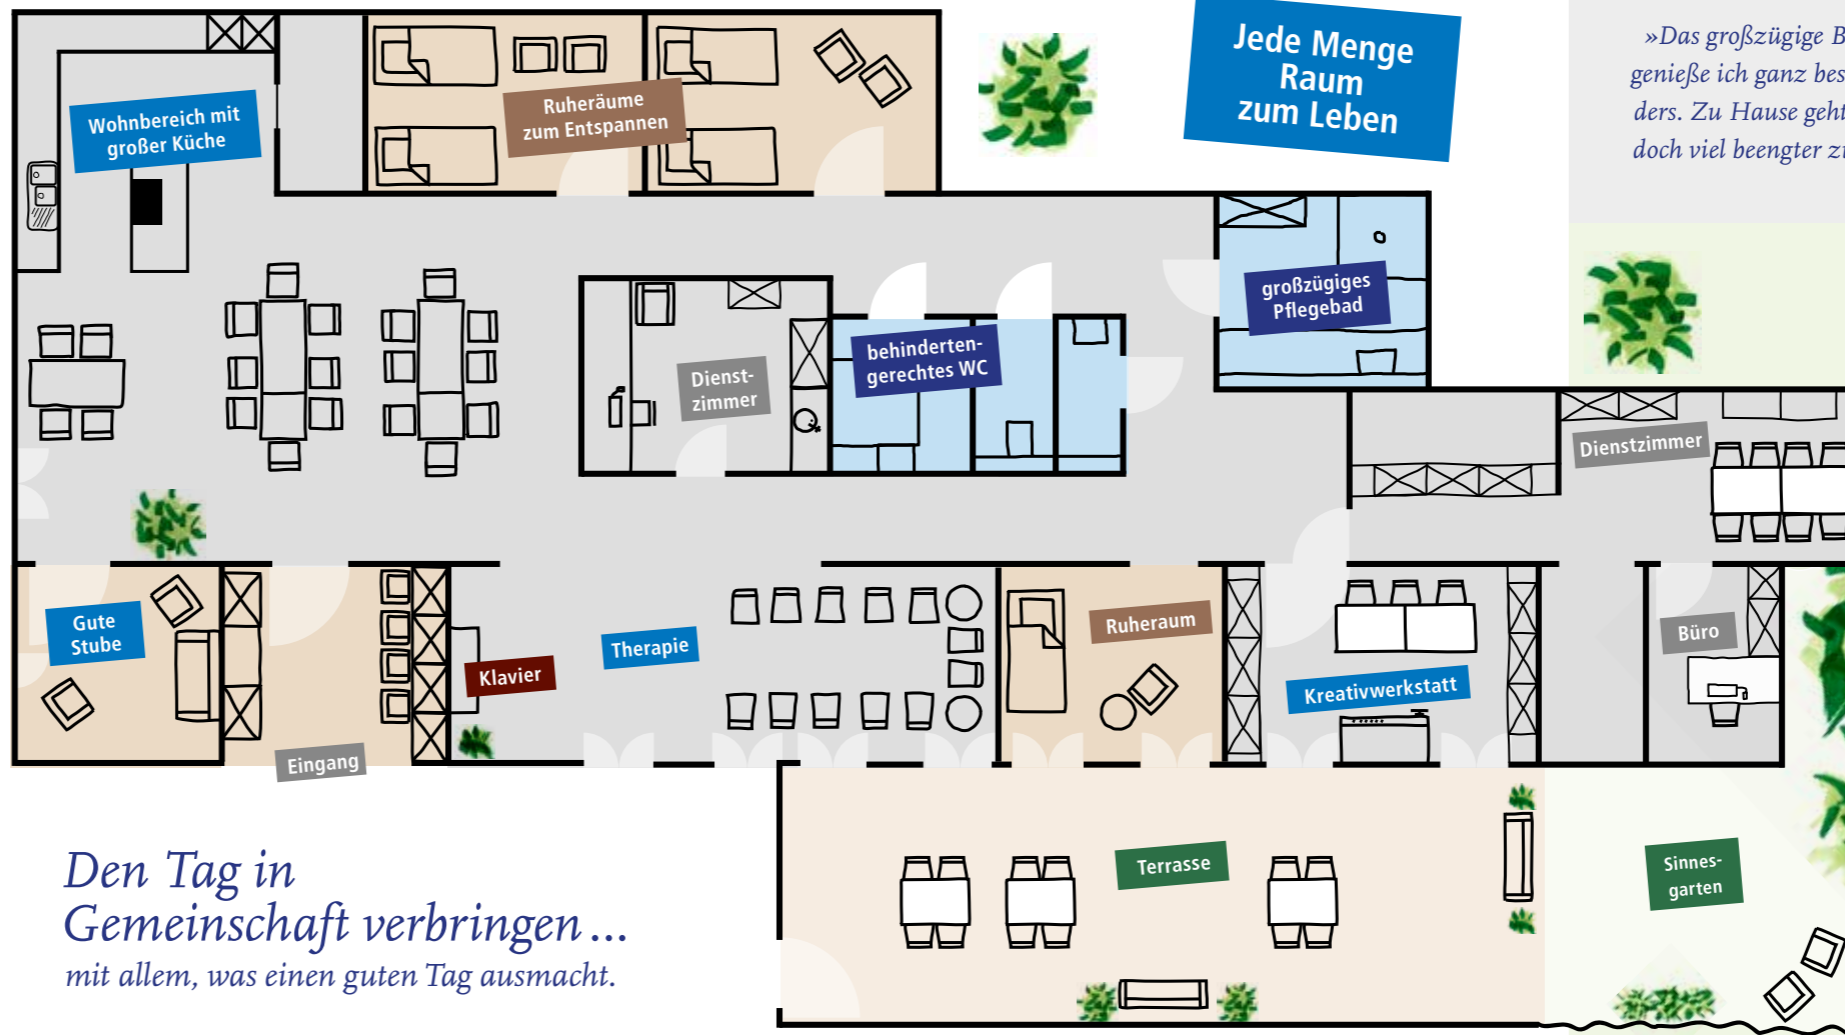 Jede Menge
Raum
zum Leben
»Das großzügige
genieße ich ganz
ders. Zu Hause
doch viel beengter
Wohnbereich mit
großer Küche
Ruheräume
zum Entspannen
großzügiges
Pflegebad
behinderten-
gerechtes WC
Dienst-
zimmer
Dienstzimmer
Gute
Stube
Therapie
Klavier
Ruheraum
Kreativwerkstatt
Büro
Eingang
Terrasse
Sinnes-
garten
Den Tag in
Gemeinschaft verbringen ...
mit allem, was einen guten Tag ausmacht.